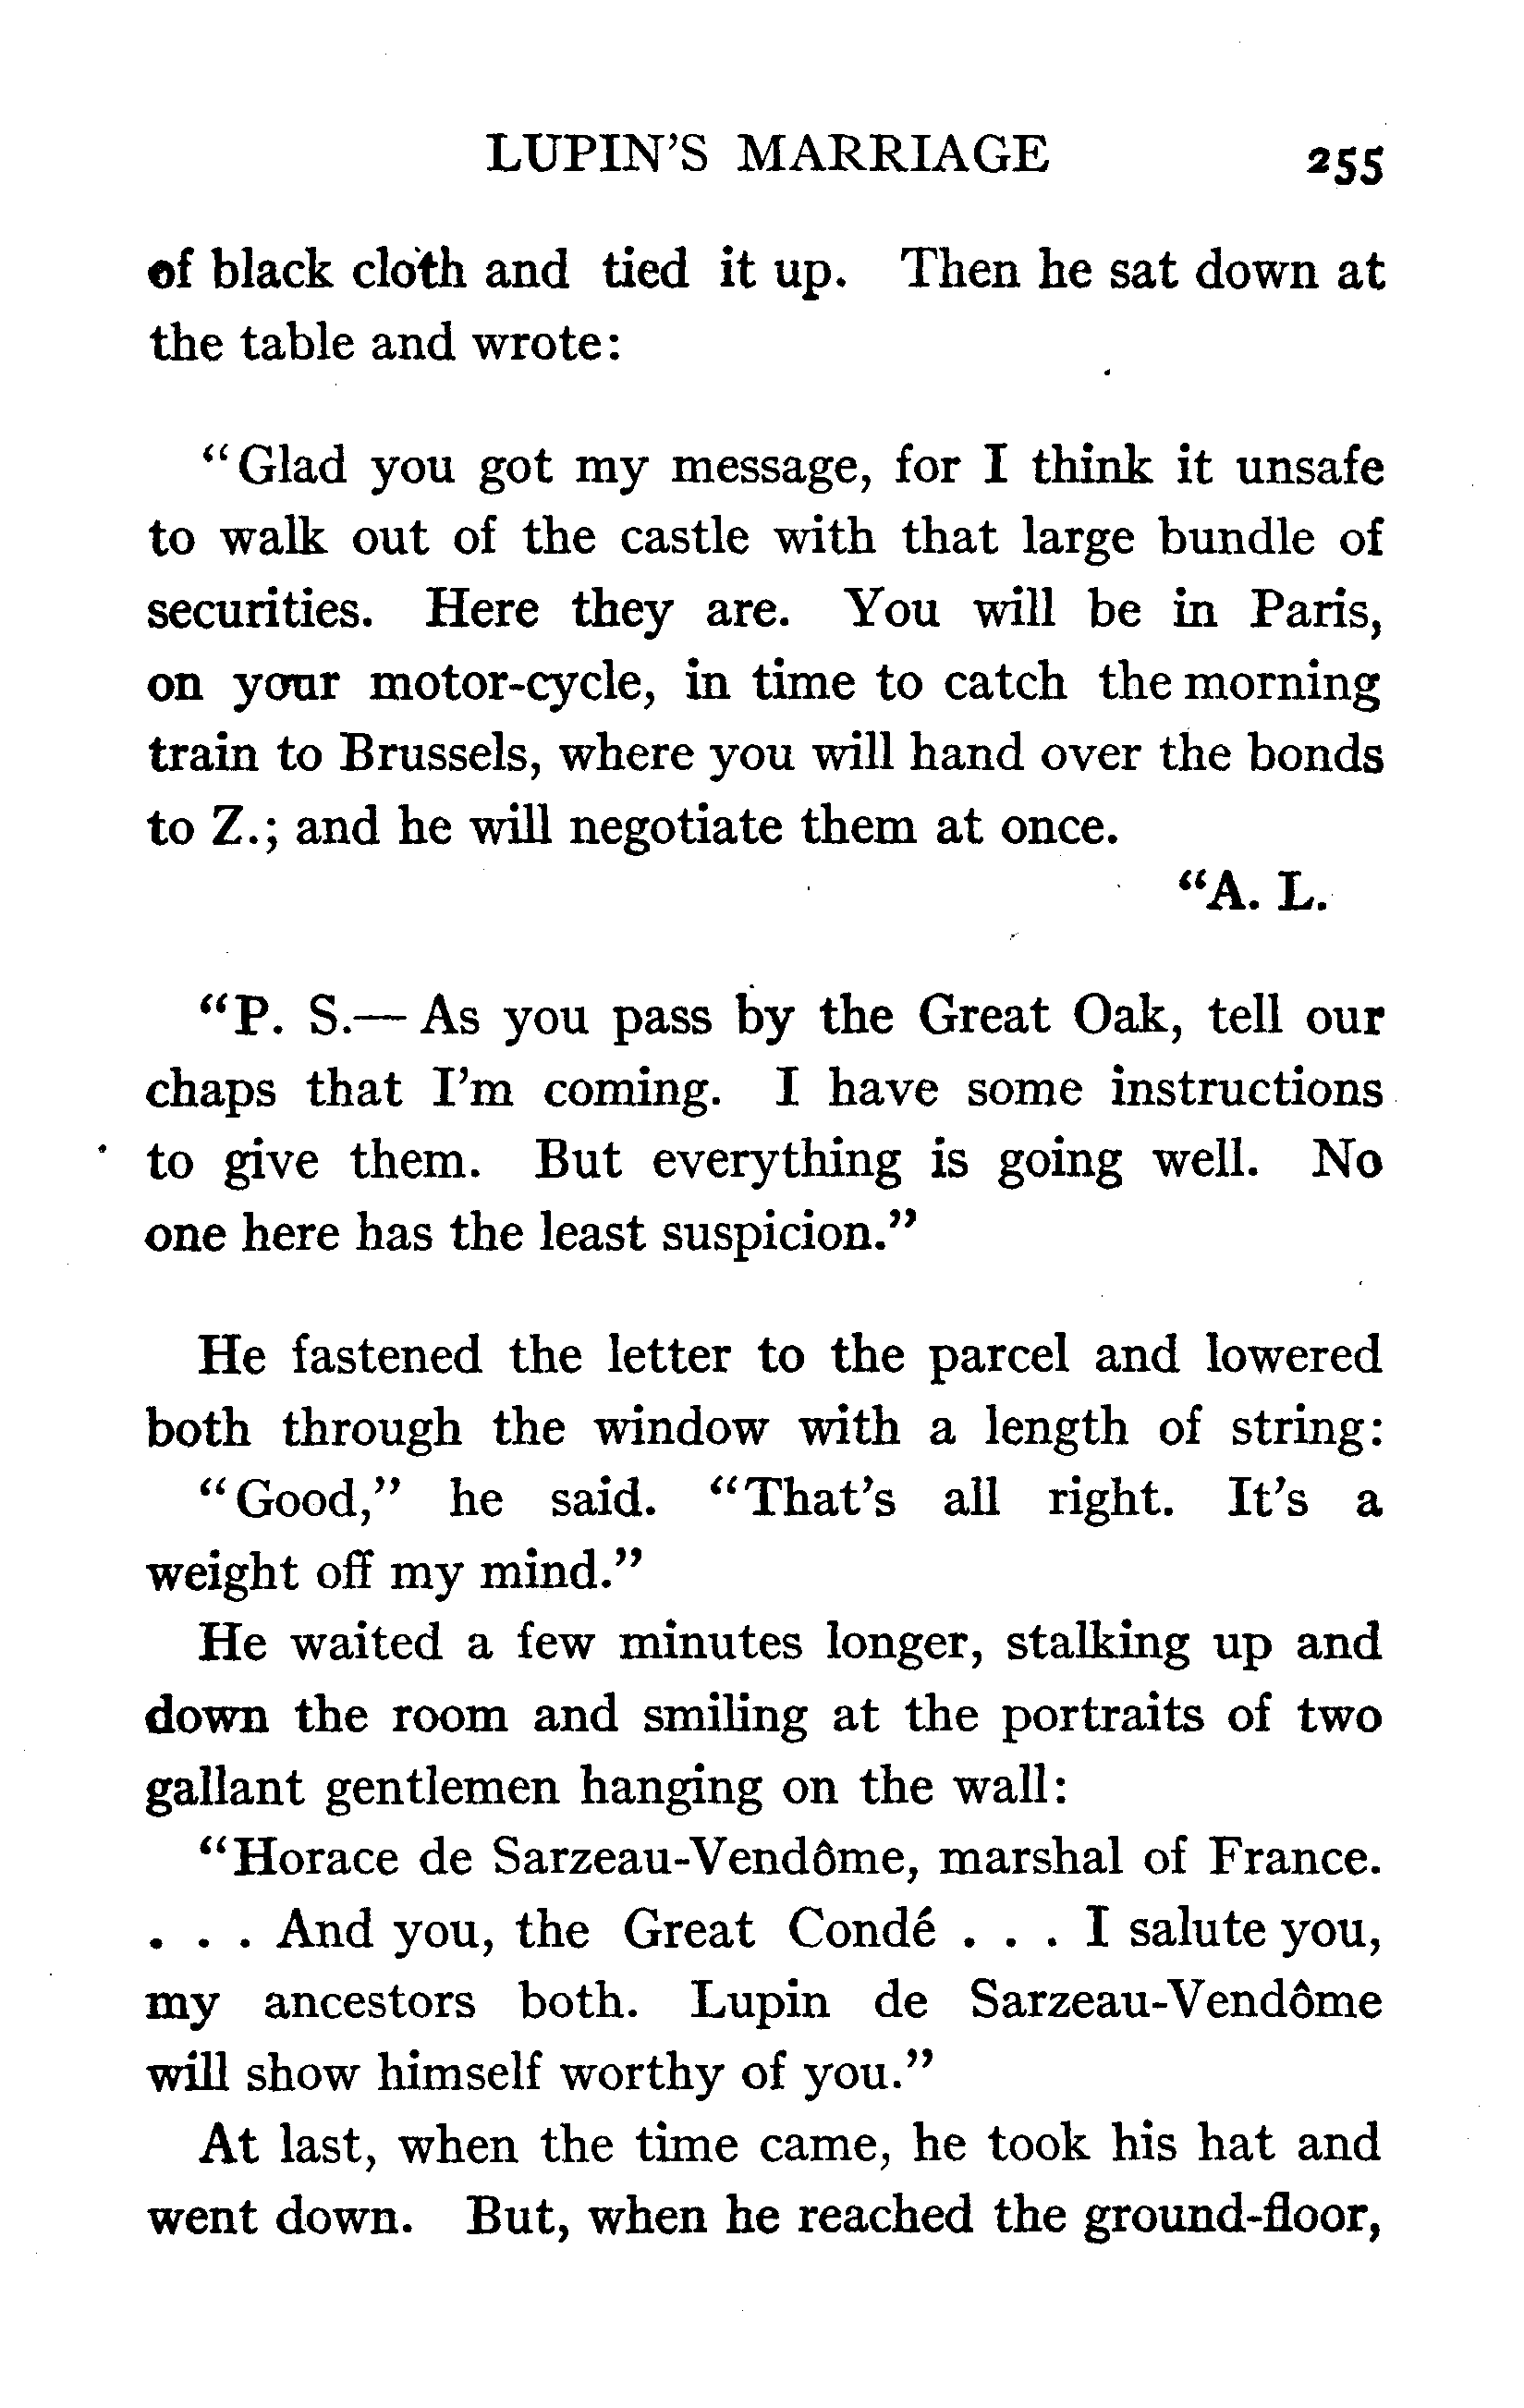 LUPIN'S MARRIAGE 255
of black cloth and tied it up. Then he sat down at
the table and wrote:
"Glad you got my message, for I think it unsafe
to walk out of the castle with that large bundle of
securities. Here they are. You will be in Paris,
on your motor-cycle, in time to catch the morning
train to Brussels, where you will hand over the bonds
to Z.; and he will negotiate them at once.
"A. L.
"P. S.— As you pass by the Great Oak, tell our
chaps that I'm coming. I have some instructions
to give them. But everything is going well. No
one here has the least suspicion."
He fastened the letter to the parcel and lowered
both through the window with a length of string:
"Good," he said. "That's all right. It's a
weight off my mind."
He waited a few minutes longer, stalking up and
down the room and smiling at the portraits of two
gallant gentlemen hanging on the wall:
"Horace de Sarzeau-Vendôme, marshal of France.
. . . And you, the Great Condé . . . I salute you,
my ancestors both. Lupin de Sarzeau-Vendôme
will show himself worthy of you."
At last, when the time came, he took his hat and
went down. But, when he reached the ground-floor,